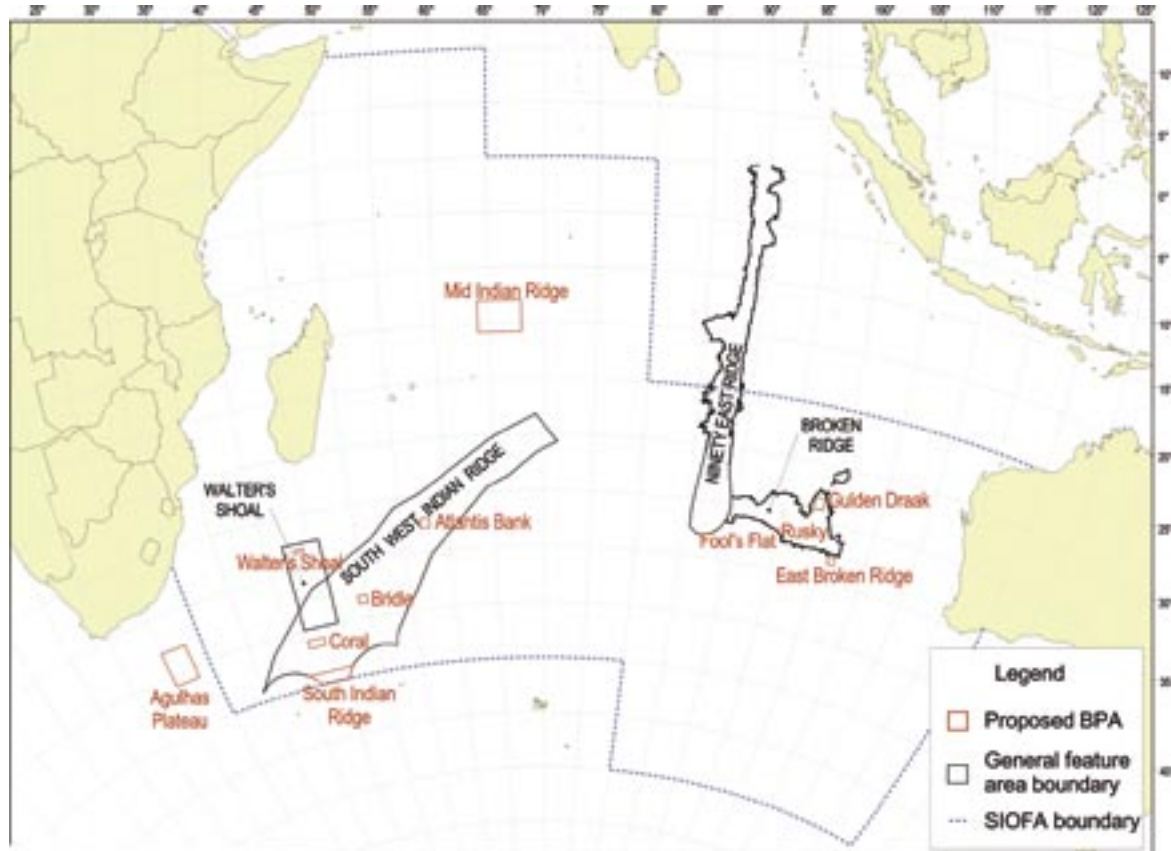 Mid Indian Ridge
NINETY EAST RIDGE
BROKEN
RIDGE
WALTER'S
SHOAL
SOUTH WEST INDIAN RIDGE
Gulden Draak
Atlantis Bank
Rusky
Fool's Flat
Walter's Shoal
East Broken Ridge
Bridle
Coral
South Indian
Ridge
Agulhas
Plateau
Legend
Proposed BPA
General feature
area boundary
SIOFA boundary